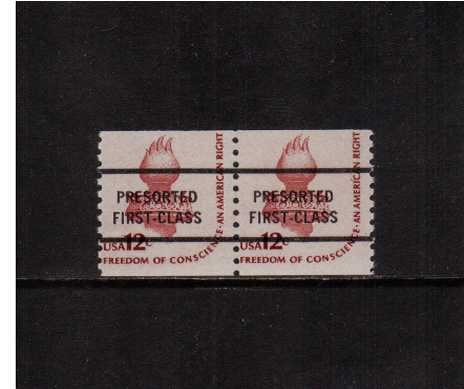 PRESORTED
FIRST-CLASS
USA 12c
FREEDOM OF CONSCIENCE·AN AMERICAN RIGHT
PRESORTED
FIRST-CLASS
USA 12c
FREEDOM OF CONSCIENCE·AN AMERICAN RIGHT